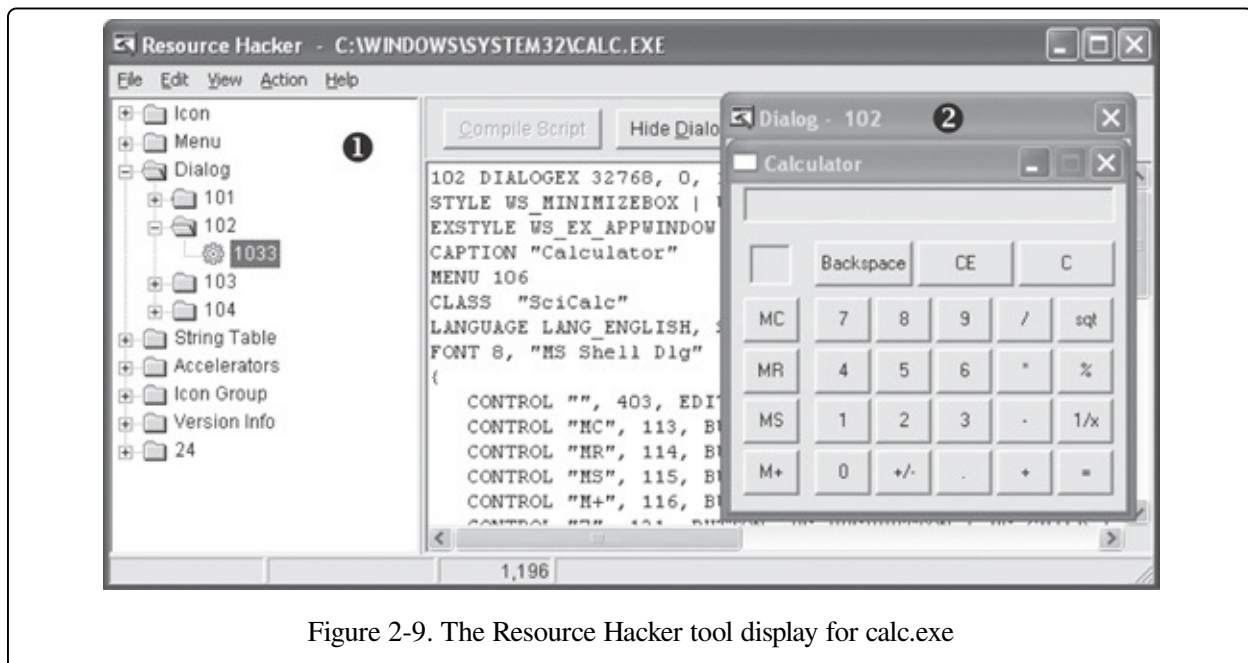 Resource Hacker - C:\WINDOWS\SYSTEM32\CALC.EXE
File Edit View Action Help
Icon
Menu
Dialog
101
102
1033
103
104
String Table
Accelerators
Icon Group
Version Info
24
❶
Compile Script Hide Dialo
102 DIALOGEX 32768, 0,
STYLE WS_MINIMIZEBOX |
EXSTYLE WS_EX_APPWINDOW
CAPTION "Calculator"
MENU 106
CLASS "SciCalc"
LANGUAGE LANG_ENGLISH,
FONT 8, "MS Shell Dlg"
{
CONTROL "", 403, EDI
CONTROL "MC", 113, B
CONTROL "MR", 114, B
CONTROL "MS", 115, B
CONTROL "M+", 116, B
Dialog - 102 ❷
Calculator
Backspace CE C
MC 7 8 9 / sqt
MR 4 5 6 * %
MS 1 2 3 - 1/x
M+ 0 +/- . + =
1,196
Figure 2-9. The Resource Hacker tool display for calc.exe